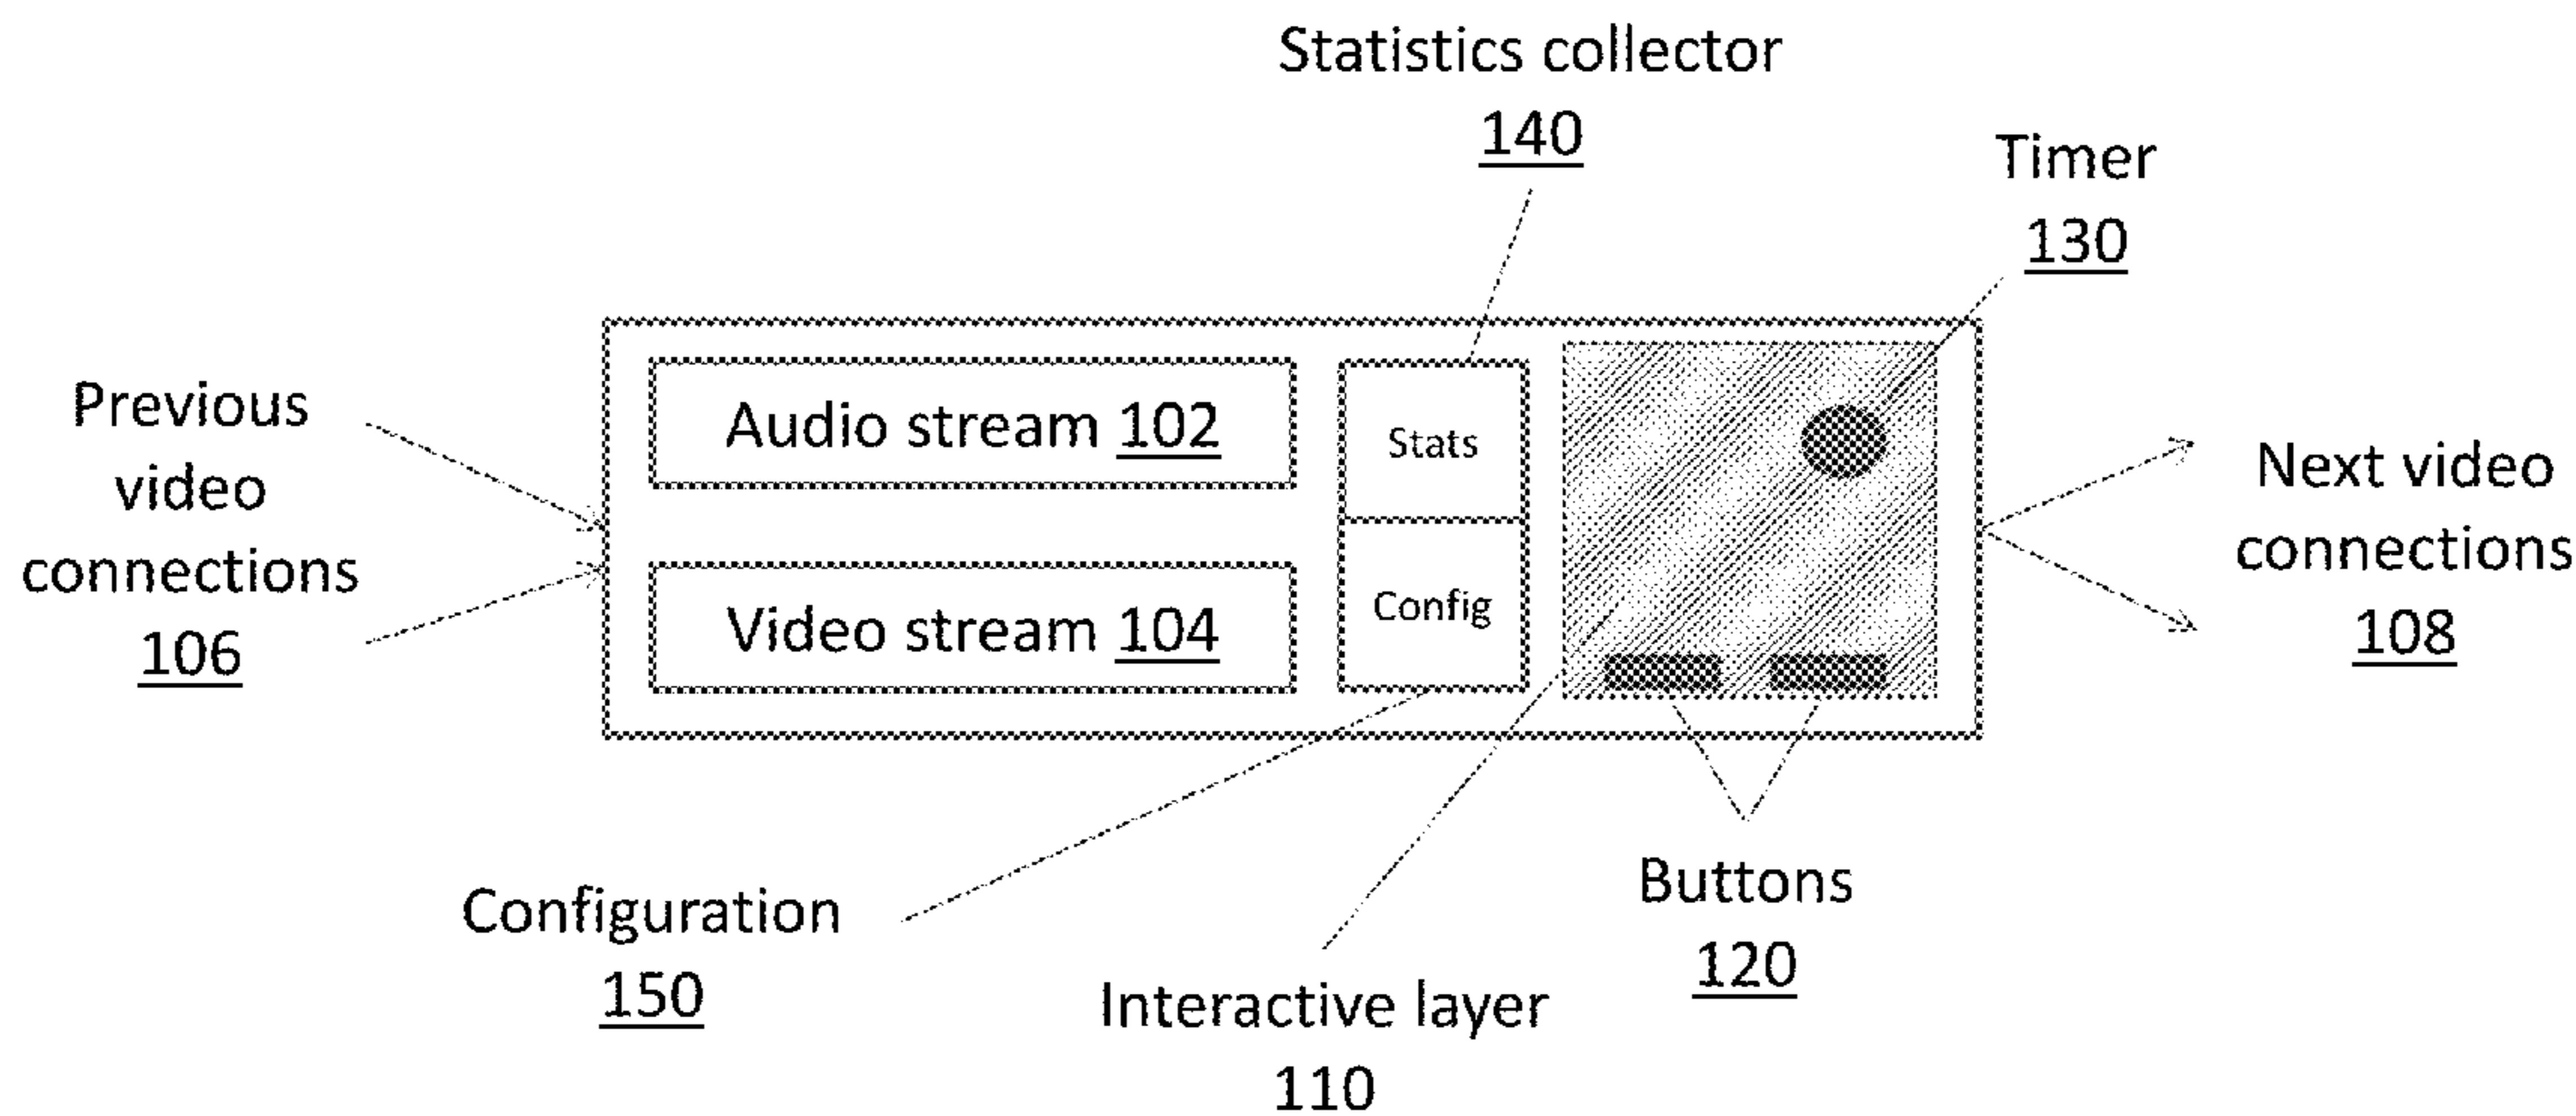 Statistics collector
140
Timer
130
Previous
video
connections
106
Audio stream 102
Video stream 104
Stats
Config
Next video
connections
108
Configuration
150
Interactive layer
110
Buttons
120